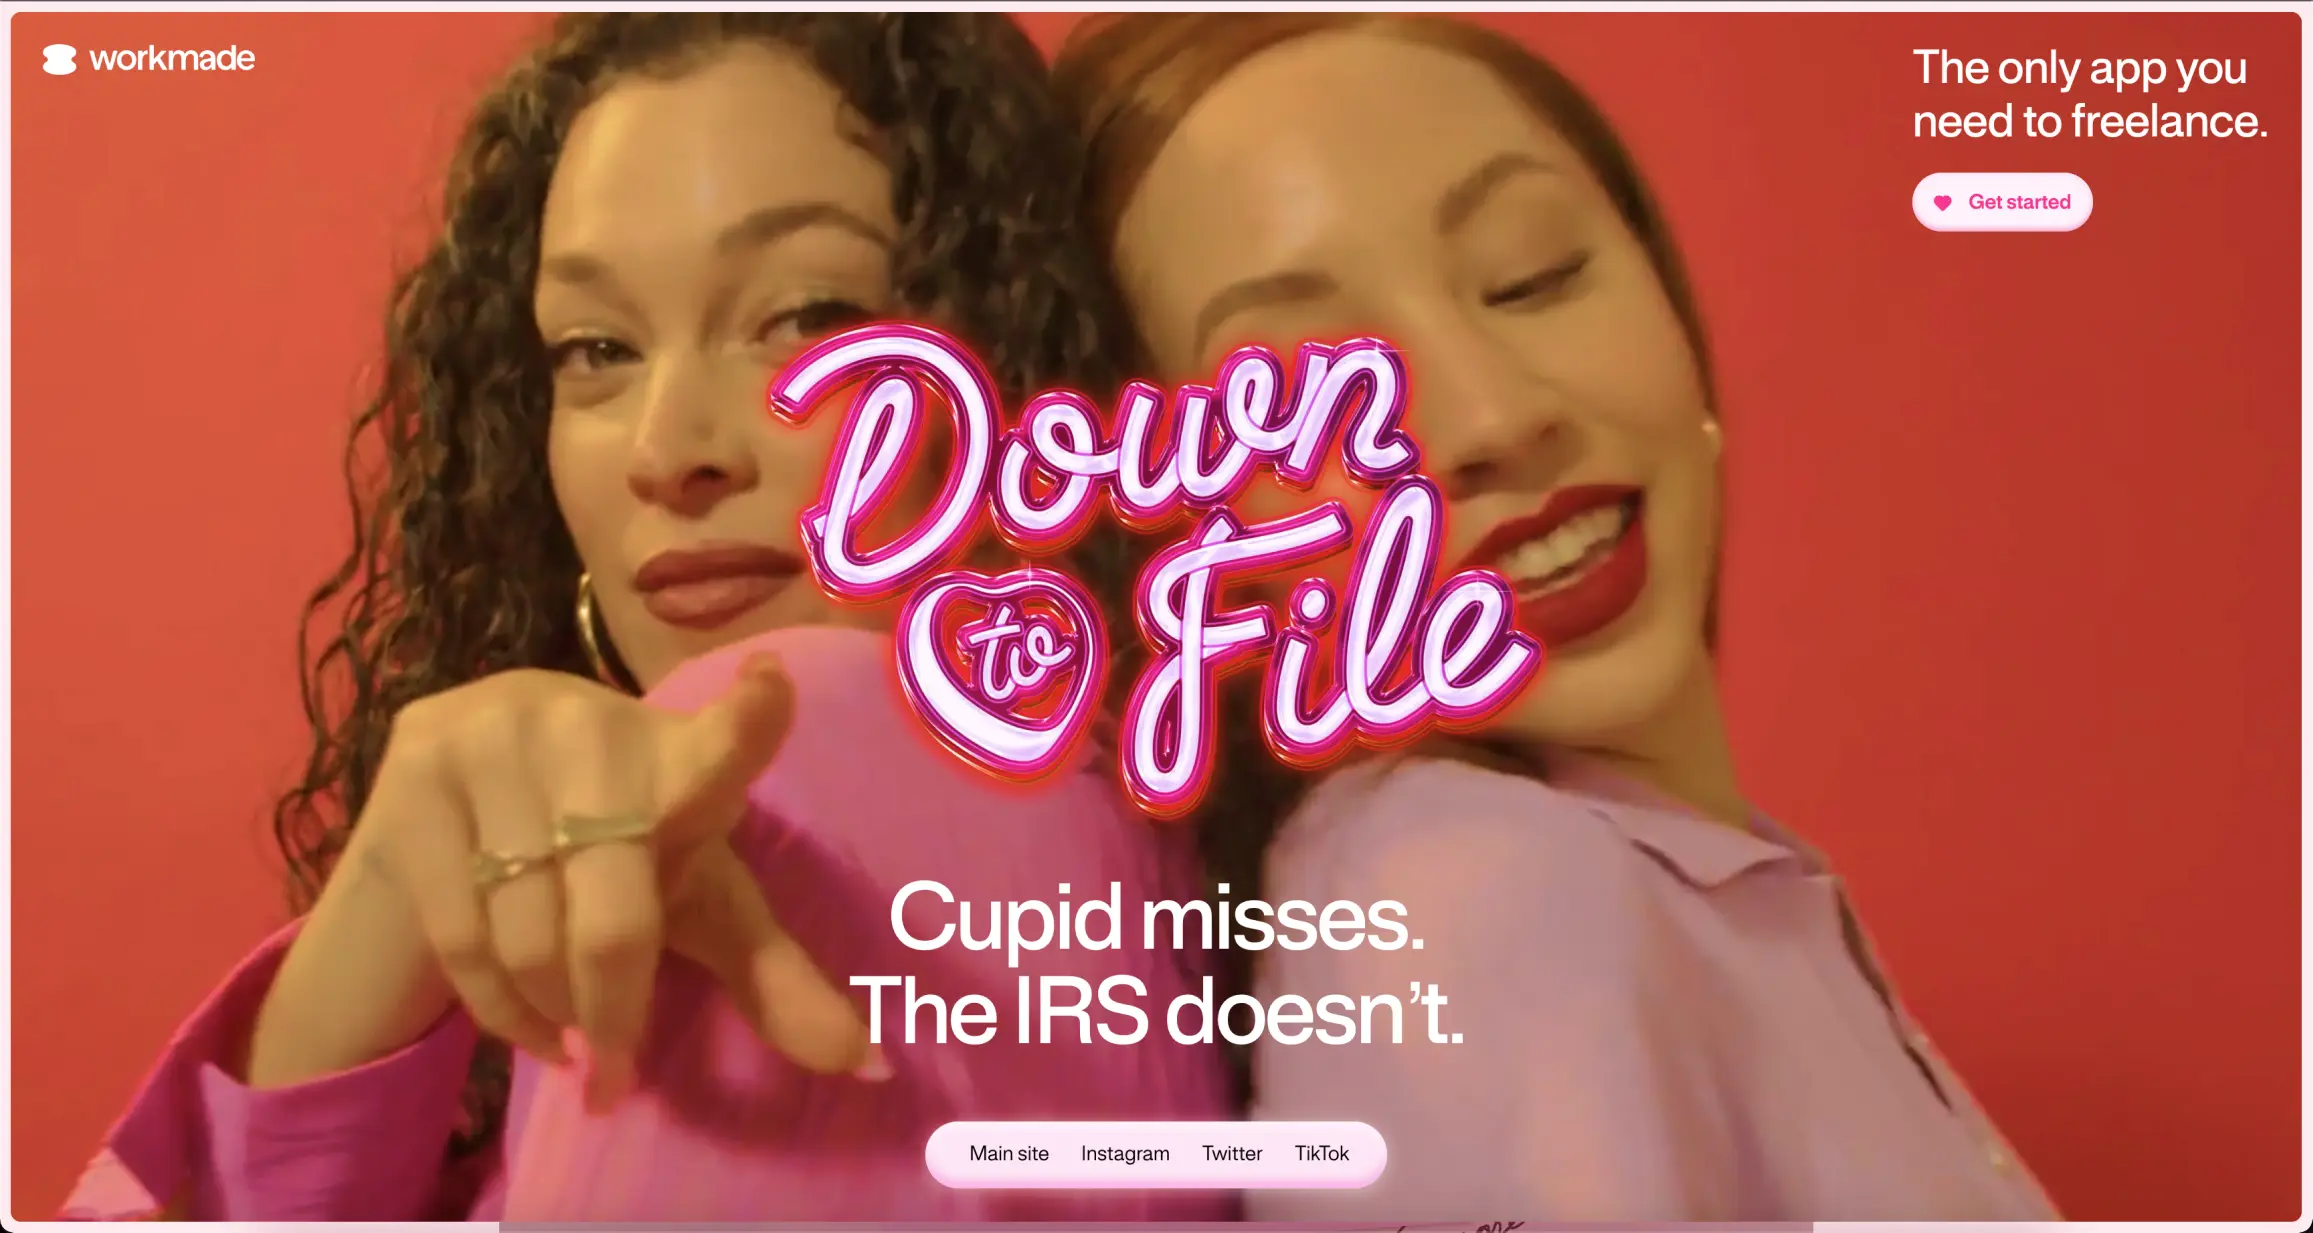 workmade
The only app you
need to freelance.
Get started
Down
to File
Cupid misses.
The IRS doesn’t.
Main site Instagram Twitter TikTok